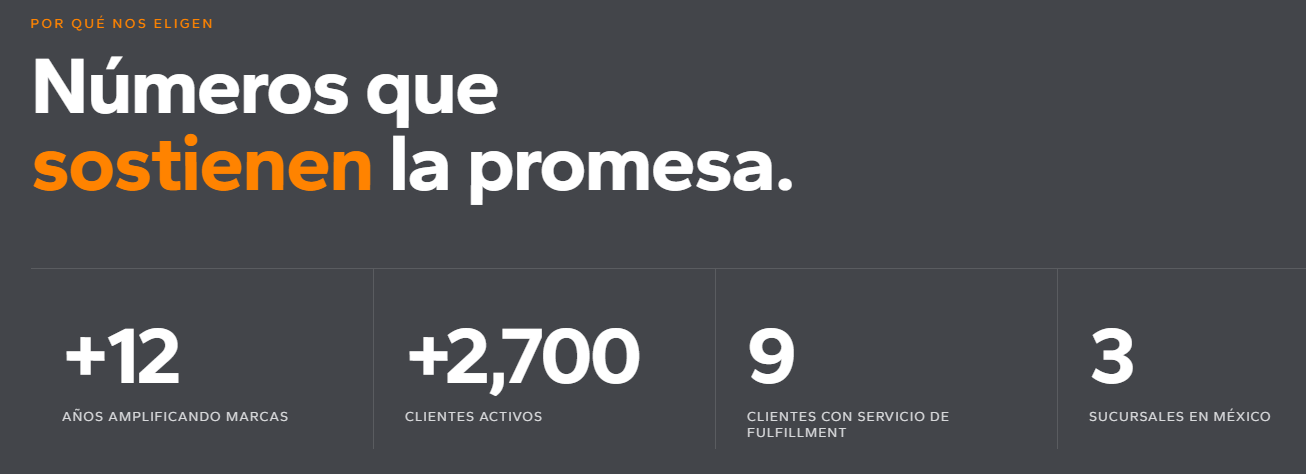 POR QUÉ NOS ELIGEN
Números que
sostienen la promesa.
+12
AÑOS AMPLIFICANDO MARCAS
+2,700
CLIENTES ACTIVOS
9
CLIENTES CON SERVICIO DE
FULFILLMENT
3
SUCURSALES EN MÉXICO